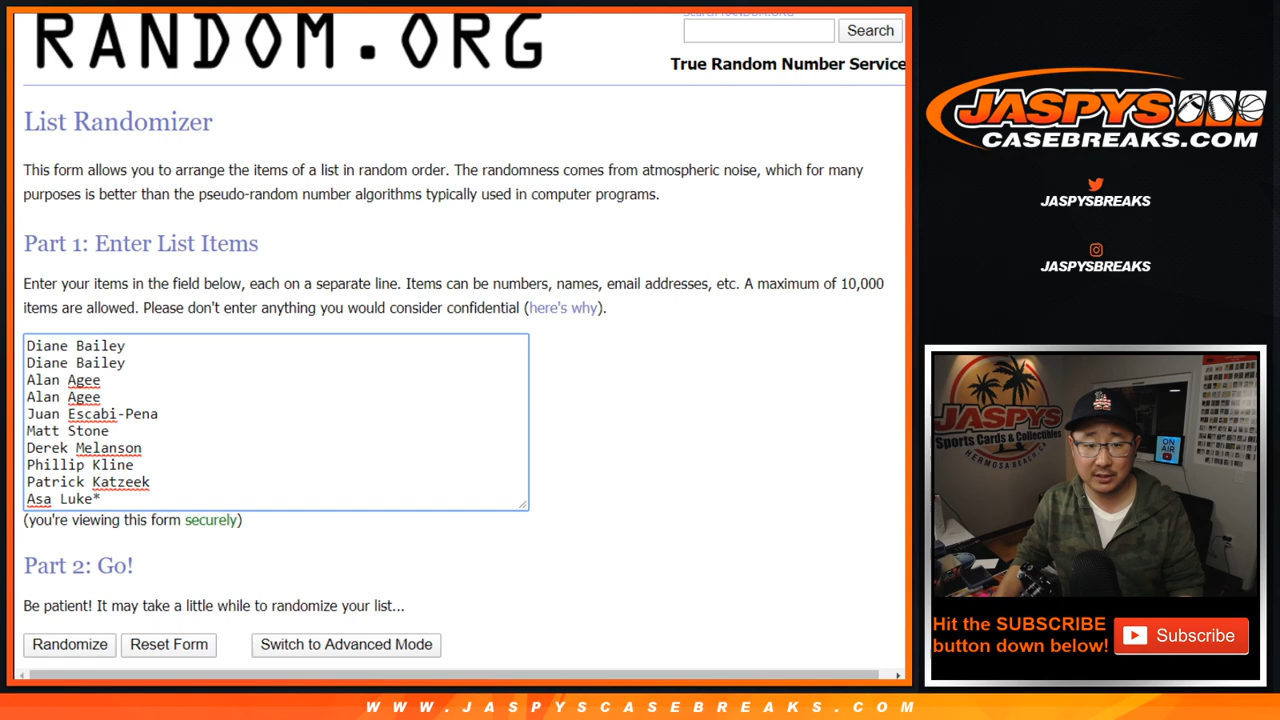 RANDOM.ORG
Search RANDOM.ORG
Search
True Random Number Service
List Randomizer
This form allows you to arrange the items of a list in random order. The randomness comes from atmospheric noise, which for many
purposes is better than the pseudo-random number algorithms typically used in computer programs.
Part 1: Enter List Items
Enter your items in the field below, each on a separate line. Items can be numbers, names, email addresses, etc. A maximum of 10,000
items are allowed. Please don't enter anything you would consider confidential (here's why).
Diane Bailey
Diane Bailey
Alan Agee
Alan Agee
Juan Escabi-Pena
Matt Stone
Derek Melanson
Phillip Kline
Patrick Katzeek
Asa Luke*
(you're viewing this form securely)
Part 2: Go!
Be patient! It may take a little while to randomize your list...
Randomize
Reset Form
Switch to Advanced Mode
JASPYS
CASEBREAKS.COM
JASPYSBREAKS
JASPYSBREAKS
JASPYS
Sports Cards & Collectibles
HERMOSA BEACH, CA
ON
AIR
Hit the SUBSCRIBE
button down below!
Subscribe
WWW.JASPYSCASEBREAKS.COM